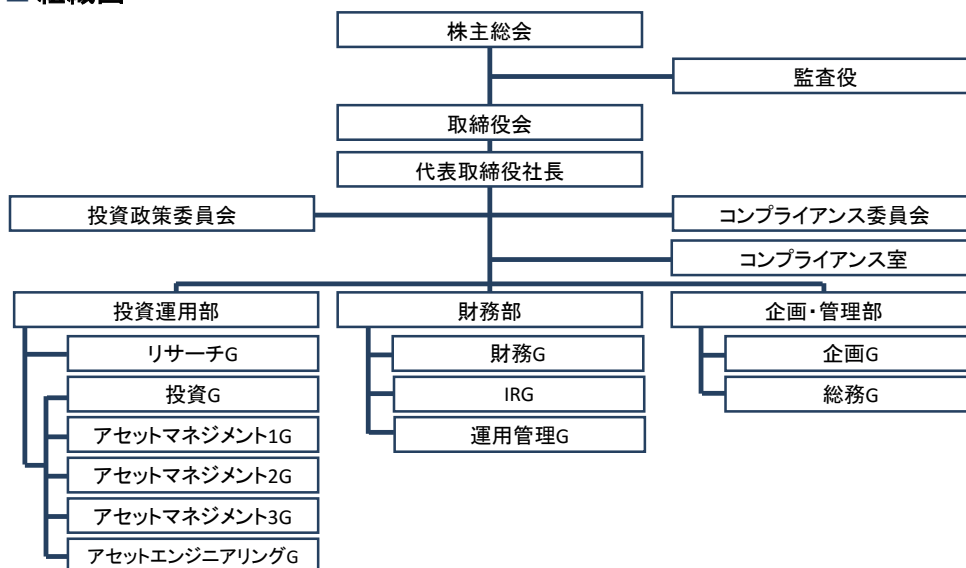 株主総会
監査役
取締役会
代表取締役社長
投資政策委員会
コンプライアンス委員会
コンプライアンス室
投資運用部
財務部
企画・管理部
リサーチG
財務G
企画G
投資G
IRG
総務G
アセットマネジメント1G
運用管理G
アセットマネジメント2G
アセットマネジメント3G
アセットエンジニアリングG